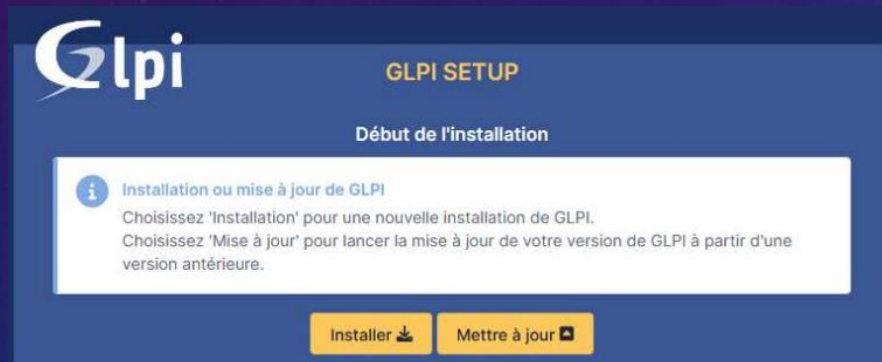 Glpi
GLPI SETUP
Début de l'installation
Installation ou mise à jour de GLPI
Choisissez 'Installation' pour une nouvelle installation de GLPI.
Choisissez 'Mise à jour' pour lancer la mise à jour de votre version de GLPI à partir d'une
version antérieure.
Installer Mettre à jour